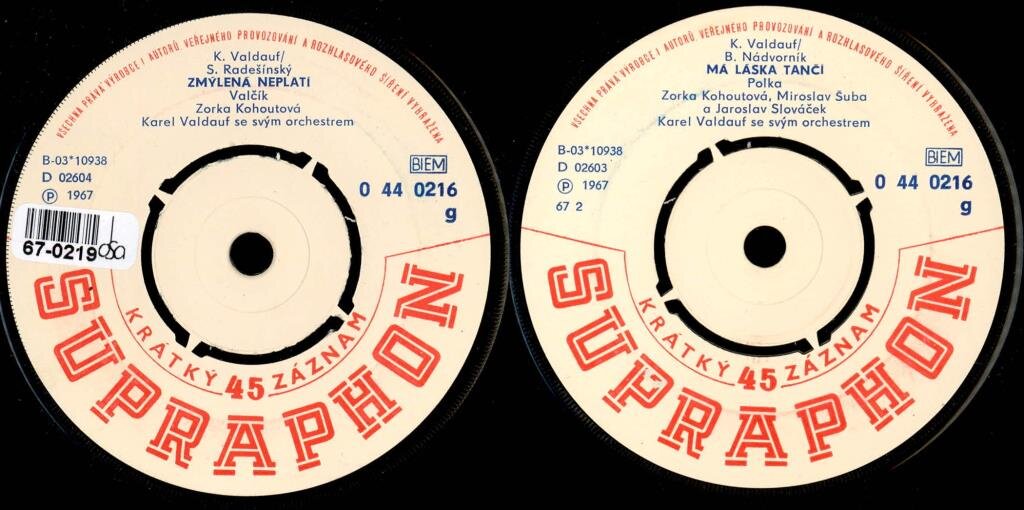 VŠECHNA PRÁVA VÝROBCE I AUTORŮ, VEŘEJNÉHO PROVOZOVÁNÍ A ROZHLASOVÉHO ŠÍŘENÍ VYHRAŽENA
K. Valdauf/
S. Radešínský
ZMÝLENÁ NEPLATÍ
Valčík
Zorka Kohoutová
Karel Valdauf se svým orchestrem
B-03*10938
D 02604
Ⓟ 1967
BIEM
0 44 0216
g
67-0219
osa
KRÁTKÝ 45 ZÁZNAM
SUPRAPHON
VŠECHNA PRÁVA VÝROBCE I AUTORŮ, VEŘEJNÉHO PROVOZOVÁNÍ A ROZHLASOVÉHO ŠÍŘENÍ VYHRAŽENA
K. Valdauf/
B. Nádvorník
MÁ LÁSKA TANČÍ
Polka
Zorka Kohoutová, Miroslav Šuba
a Jaroslav Slováček
Karel Valdauf se svým orchestrem
B-03*10938
D 02603
Ⓟ 1967
67 2
BIEM
0 44 0216
g
KRÁTKÝ 45 ZÁZNAM
SUPRAPHON